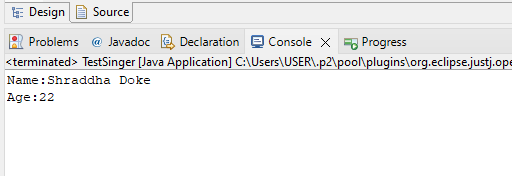 Design Source
Problems @ Javadoc Declaration Console
<terminated> TestSinger [Java Application] C:\Users\USER\.p2\pool\plugins\org.eclipse.justj.ope
Name:Shraddha Doke
Age:22